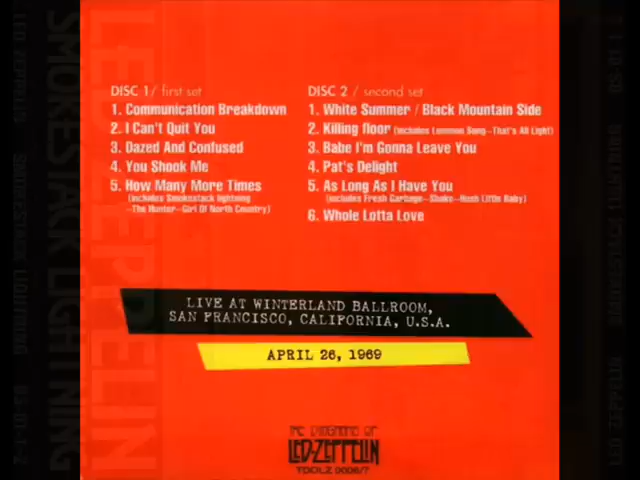 DISC 1/ first set
1. Communication Breakdown
2. I Can't Quit You
3. Dazed And Confused
4. You Shook Me
5. How Many More Times
(includes Smokestack lightning
-The Hunter-Girl Of North Country)
DISC 2 / second set
1. White Summer / Black Mountain Side
2. Killing floor (includes Lemmon Song-That's All Light)
3. Babe I'm Gonna Leave You
4. Pat's Delight
5. As Long As I Have You
(includes Fresh Garbage-Shake-Hush Little Baby)
6. Whole Lotta Love
LIVE AT WINTERLAND BALLROOM,
SAN FRANCISCO, CALIFORNIA, U.S.A.
APRIL 26, 1969
LED-ZEPPELIN
LED ZEPPELIN
SMOKESTACK LIGHTNING